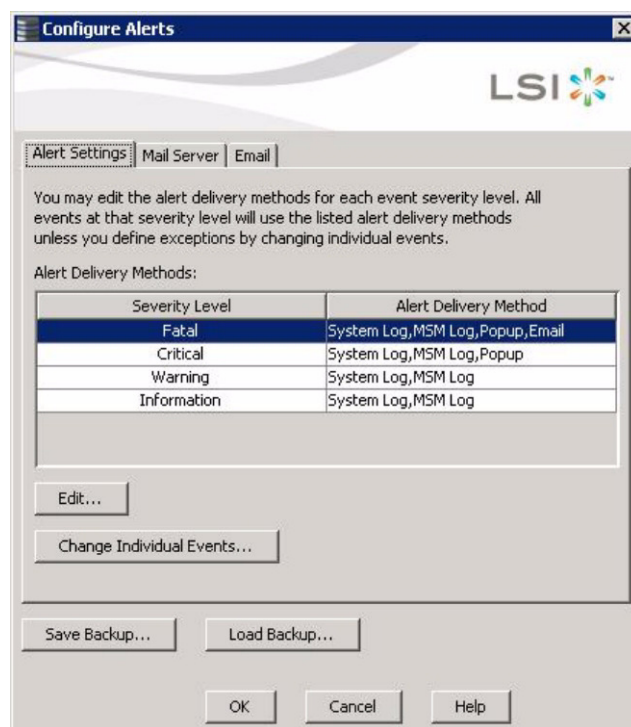 Configure Alerts
LSI
Alert Settings Mail Server Email
You may edit the alert delivery methods for each event severity level. All
events at that severity level will use the listed alert delivery methods
unless you define exceptions by changing individual events.
Alert Delivery Methods:
Severity Level Alert Delivery Method
Fatal System Log,MSM Log,Popup,Email
Critical System Log,MSM Log,Popup
Warning System Log,MSM Log
Information System Log,MSM Log
Edit...
Change Individual Events...
Save Backup... Load Backup...
OK Cancel Help